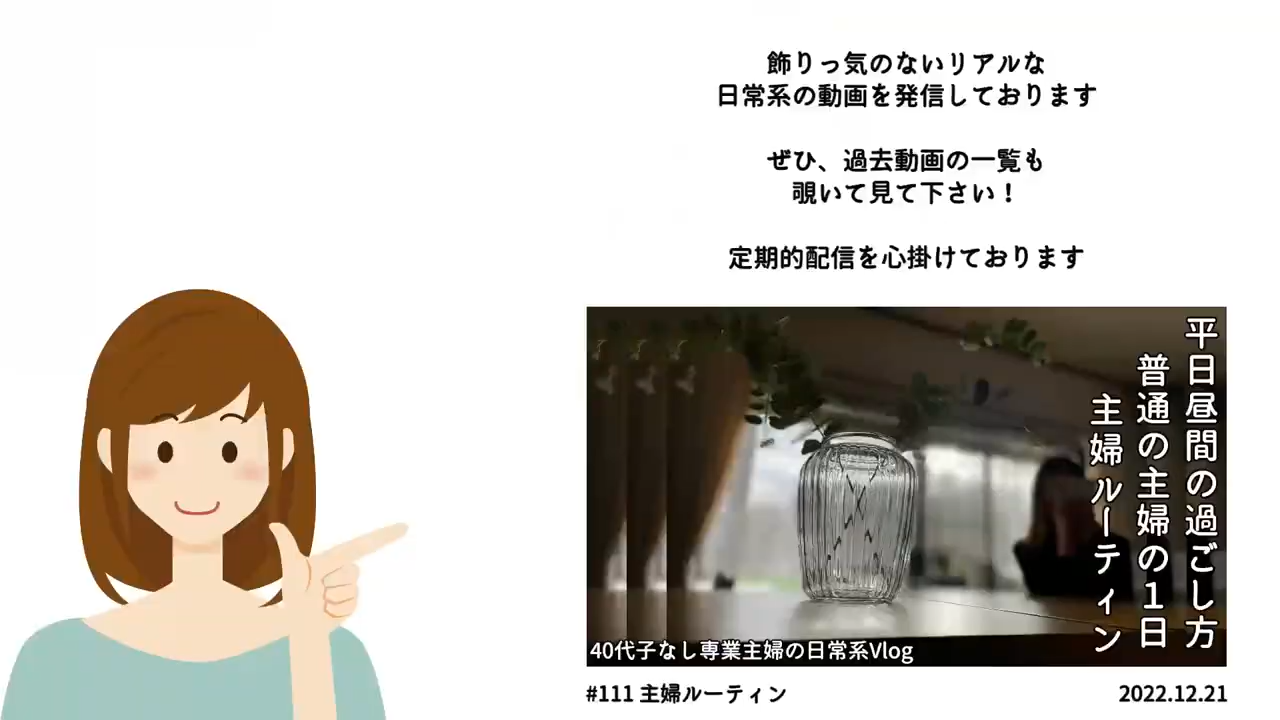 飾りっ気のないリアルな
日常系の動画を発信しております
ぜひ、過去動画の一覧も
覗いて見て下さい！
定期的配信を心掛けております
平日昼間の過ごし方
普通の主婦の1日
主婦ルーティン
40代子なし専業主婦の日常系Vlog
#111 主婦ルーティン
2022.12.21